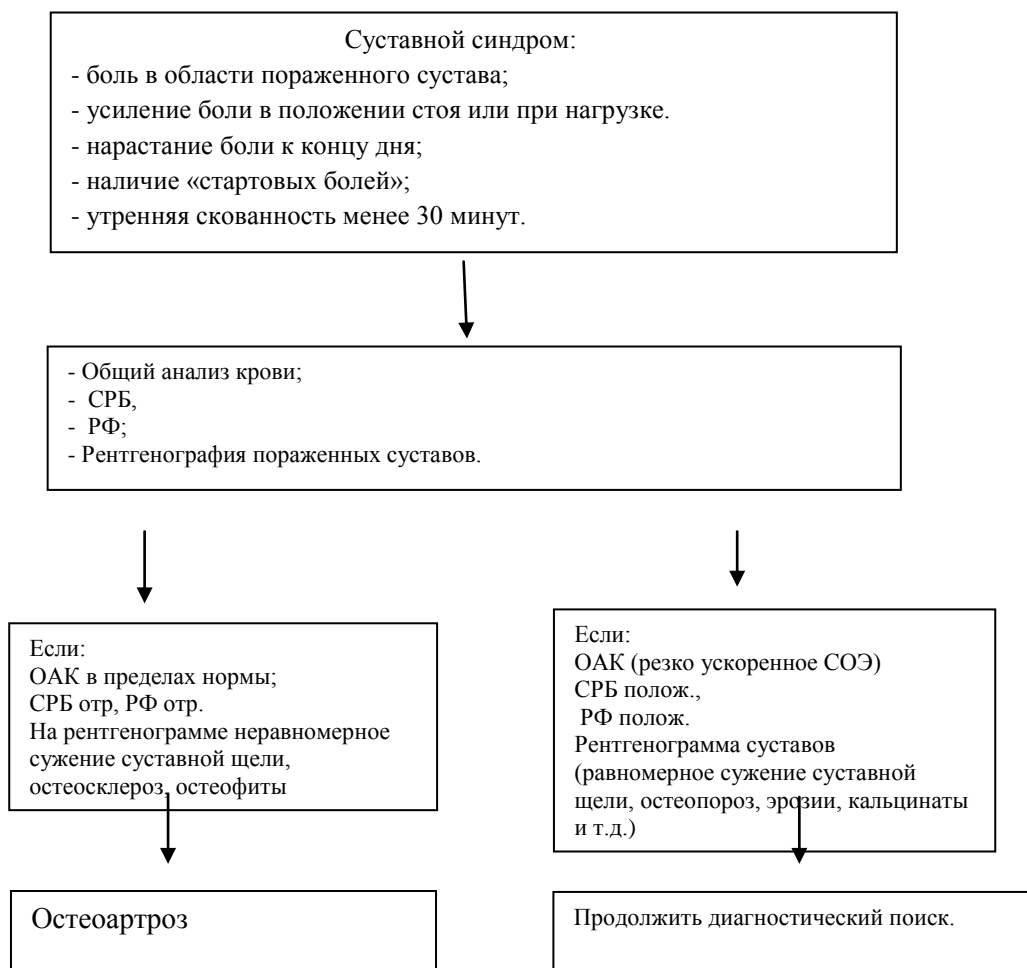 Суставной синдром:
- боль в области пораженного сустава;
- усиление боли в положении стоя или при нагрузке.
- нарастание боли к концу дня;
- наличие «стартовых болей»;
- утренняя скованность менее 30 минут.
- Общий анализ крови;
- СРБ,
- РФ;
- Рентгенография пораженных суставов.
Если:
ОАК в пределах нормы;
СРБ отр, РФ отр.
На рентгенограмме неравномерное
сужение суставной щели,
остеосклероз, остеофиты
Если:
ОАК (резко ускоренное СОЭ)
СРБ полож.,
РФ полож.
Рентгенограмма суставов
(равномерное сужение суставной
щели, остеопороз, эрозии, кальцинаты
и т.д.)
Остеоартроз
Продолжить диагностический поиск.